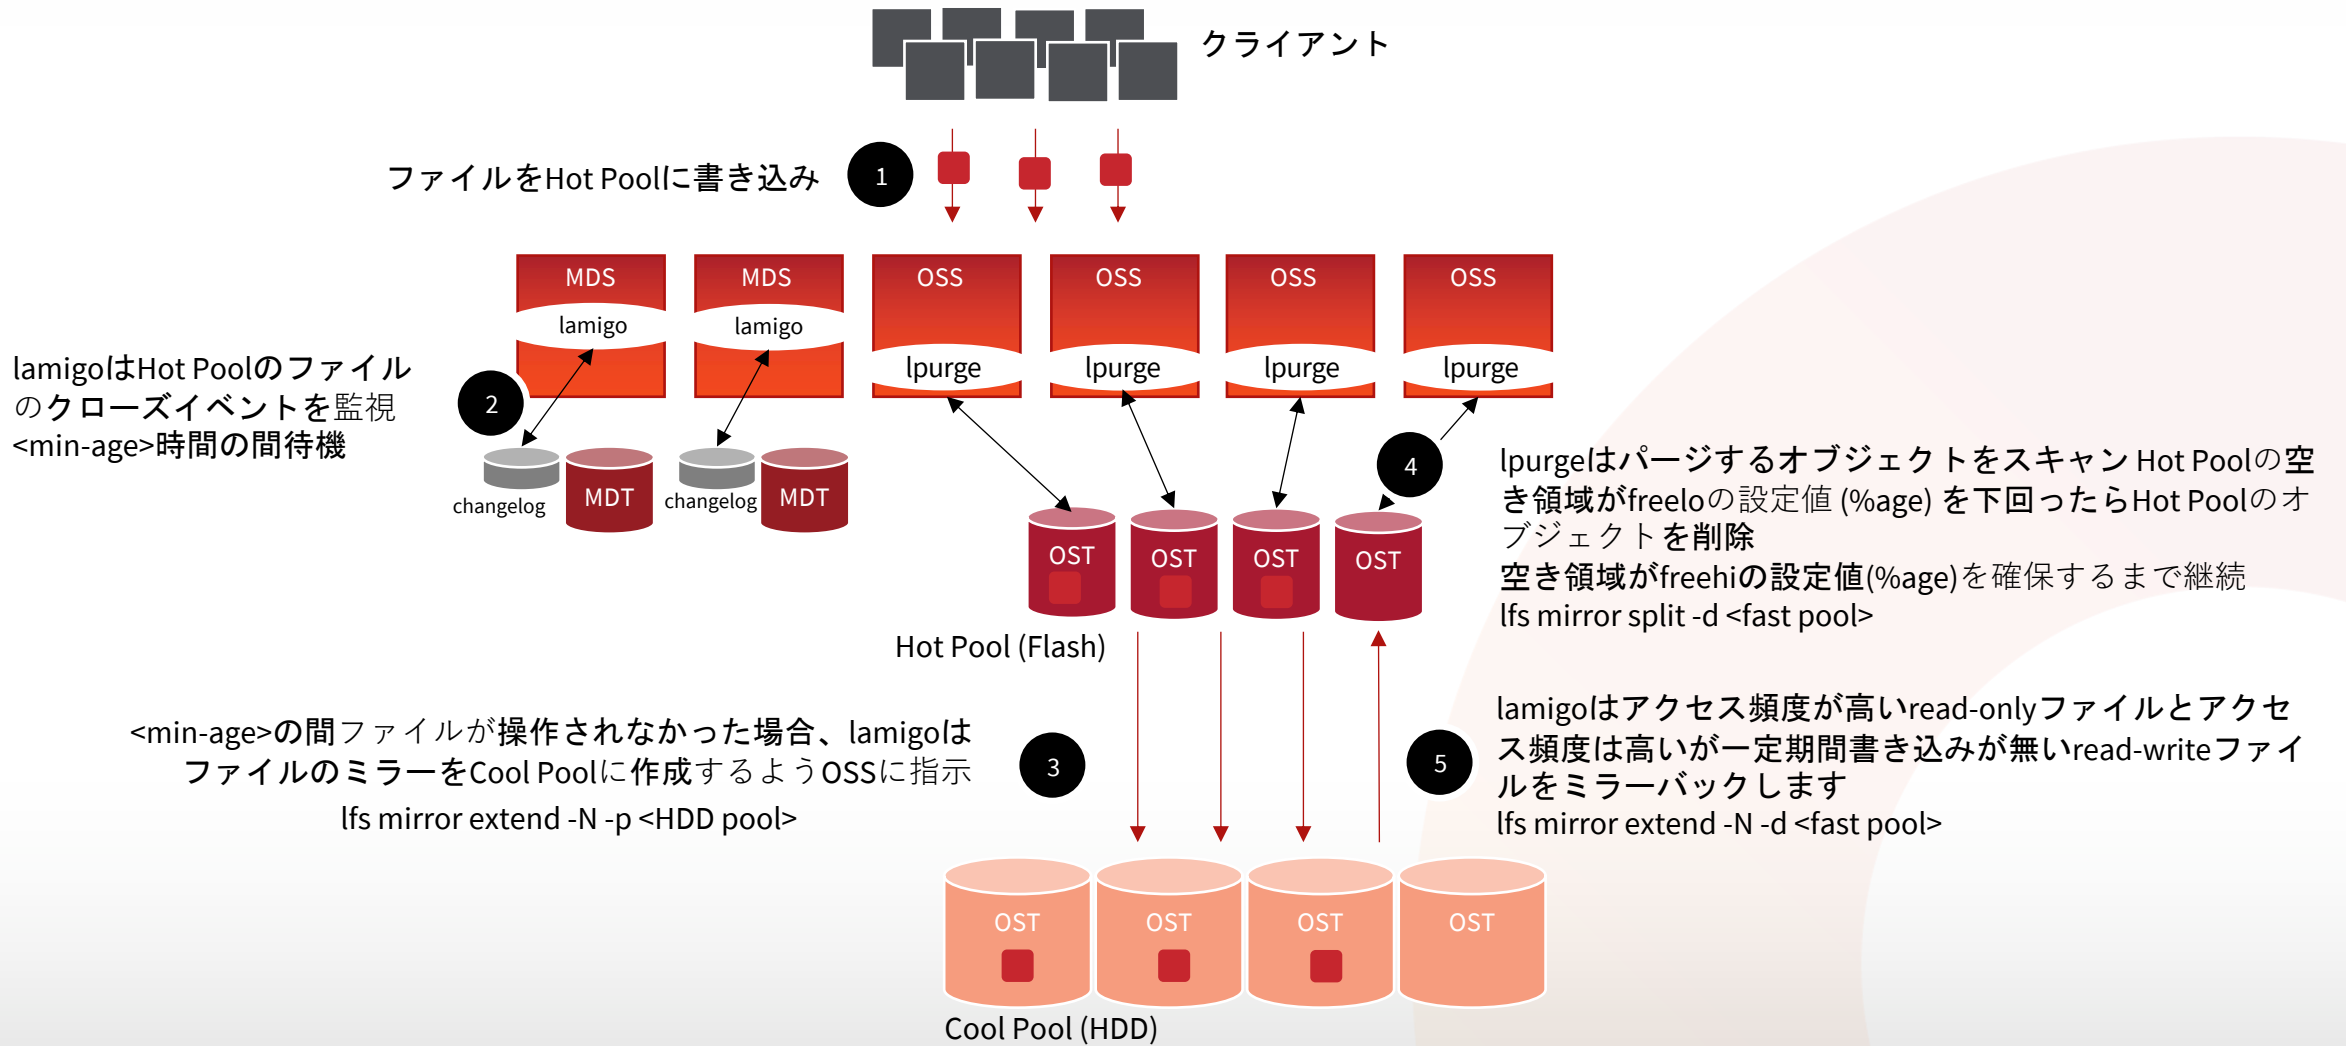 クライアント
ファイルをHot Poolに書き込み
1
MDS
MDS
OSS
OSS
OSS
OSS
lamigo
lamigo
lpurge
lpurge
lpurge
lpurge
lamigoはHot Poolのファイル
のクローズイベントを監視
<min-age>時間の間待機
2
changelog
MDT
changelog
MDT
4
lpurgeはパージするオブジェクトをスキャン Hot Poolの空
き領域がfreeloの設定値 (%age) を下回ったらHot Poolのオ
ブジェクトを削除
空き領域がfreehiの設定値(%age)を確保するまで継続
lfs mirror split -d <fast pool>
OST
OST
OST
OST
Hot Pool (Flash)
<min-age>の間ファイルが操作されなかった場合、lamigoは
ファイルのミラーをCool Poolに作成するようOSSに指示
lfs mirror extend -N -p <HDD pool>
3
5
lamigoはアクセス頻度が高いread-onlyファイルとアクセ
ス頻度は高いが一定期間書き込みが無いread-writeファイ
ルをミラーバックします
lfs mirror extend -N -d <fast pool>
OST
OST
OST
OST
Cool Pool (HDD)